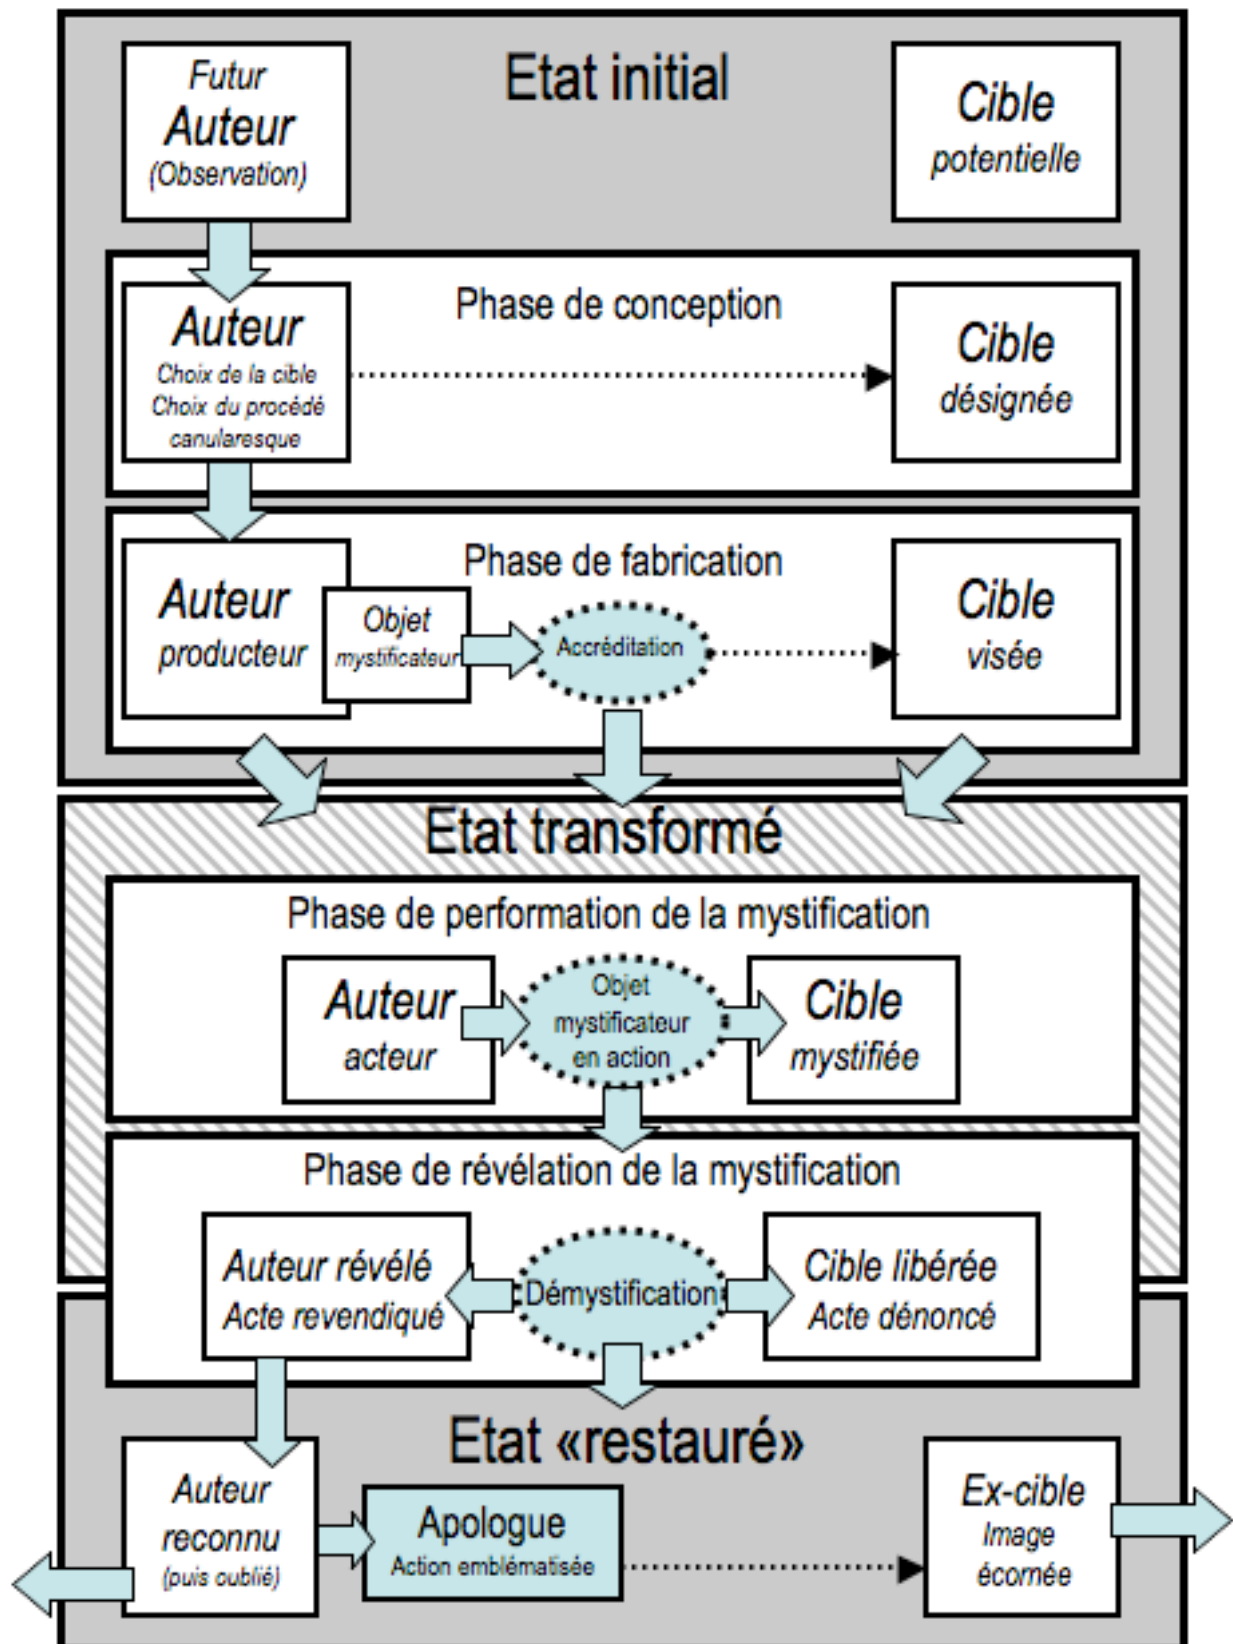 Etat initial
Futur
Auteur
(Observation)
Cible
potentielle
Phase de conception
Auteur
Choix de la cible
Choix du procédé
canularesque
Cible
désignée
Phase de fabrication
Auteur
producteur
Objet
mystificateur
Accréditation
Cible
visée
Etat transformé
Phase de performation de la mystification
Auteur
acteur
Objet
mystificateur
en action
Cible
mystifiée
Phase de révélation de la mystification
Auteur révélé
Acte revendiqué
Démystification
Cible libérée
Acte dénoncé
Etat «restauré»
Auteur
reconnu
(puis oublié)
Apologue
Action emblématisée
Ex-cible
Image
écornée